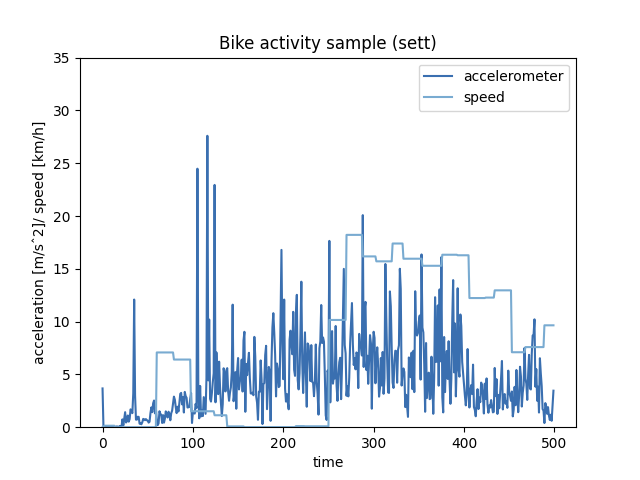 Bike activity sample (sett)
accelerometer
speed
acceleration [m/s^2]/ speed [km/h]
35
30
25
20
15
10
5
0
0
100
200
300
400
500
time